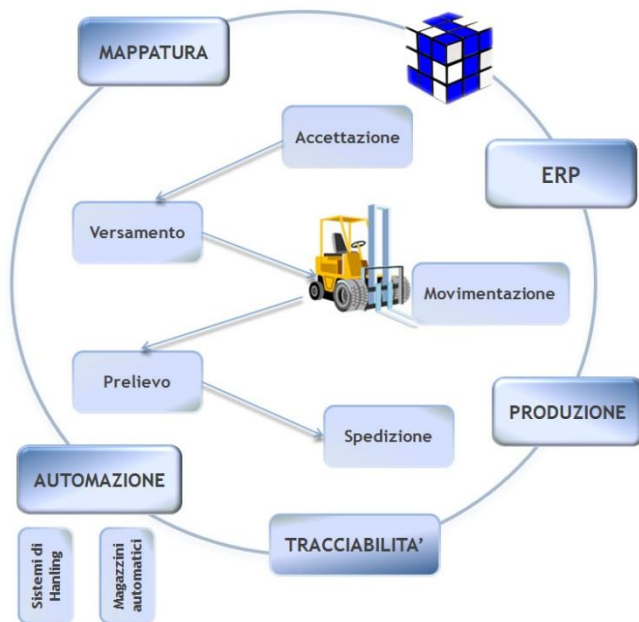 MAPPATURA
Accettazione
ERP
Versamento
Movimentazione
Prelievo
PRODUZIONE
Spedizione
AUTOMAZIONE
TRACCIABILITA’
Sistemi di
Hanling
Magazzini
automatici